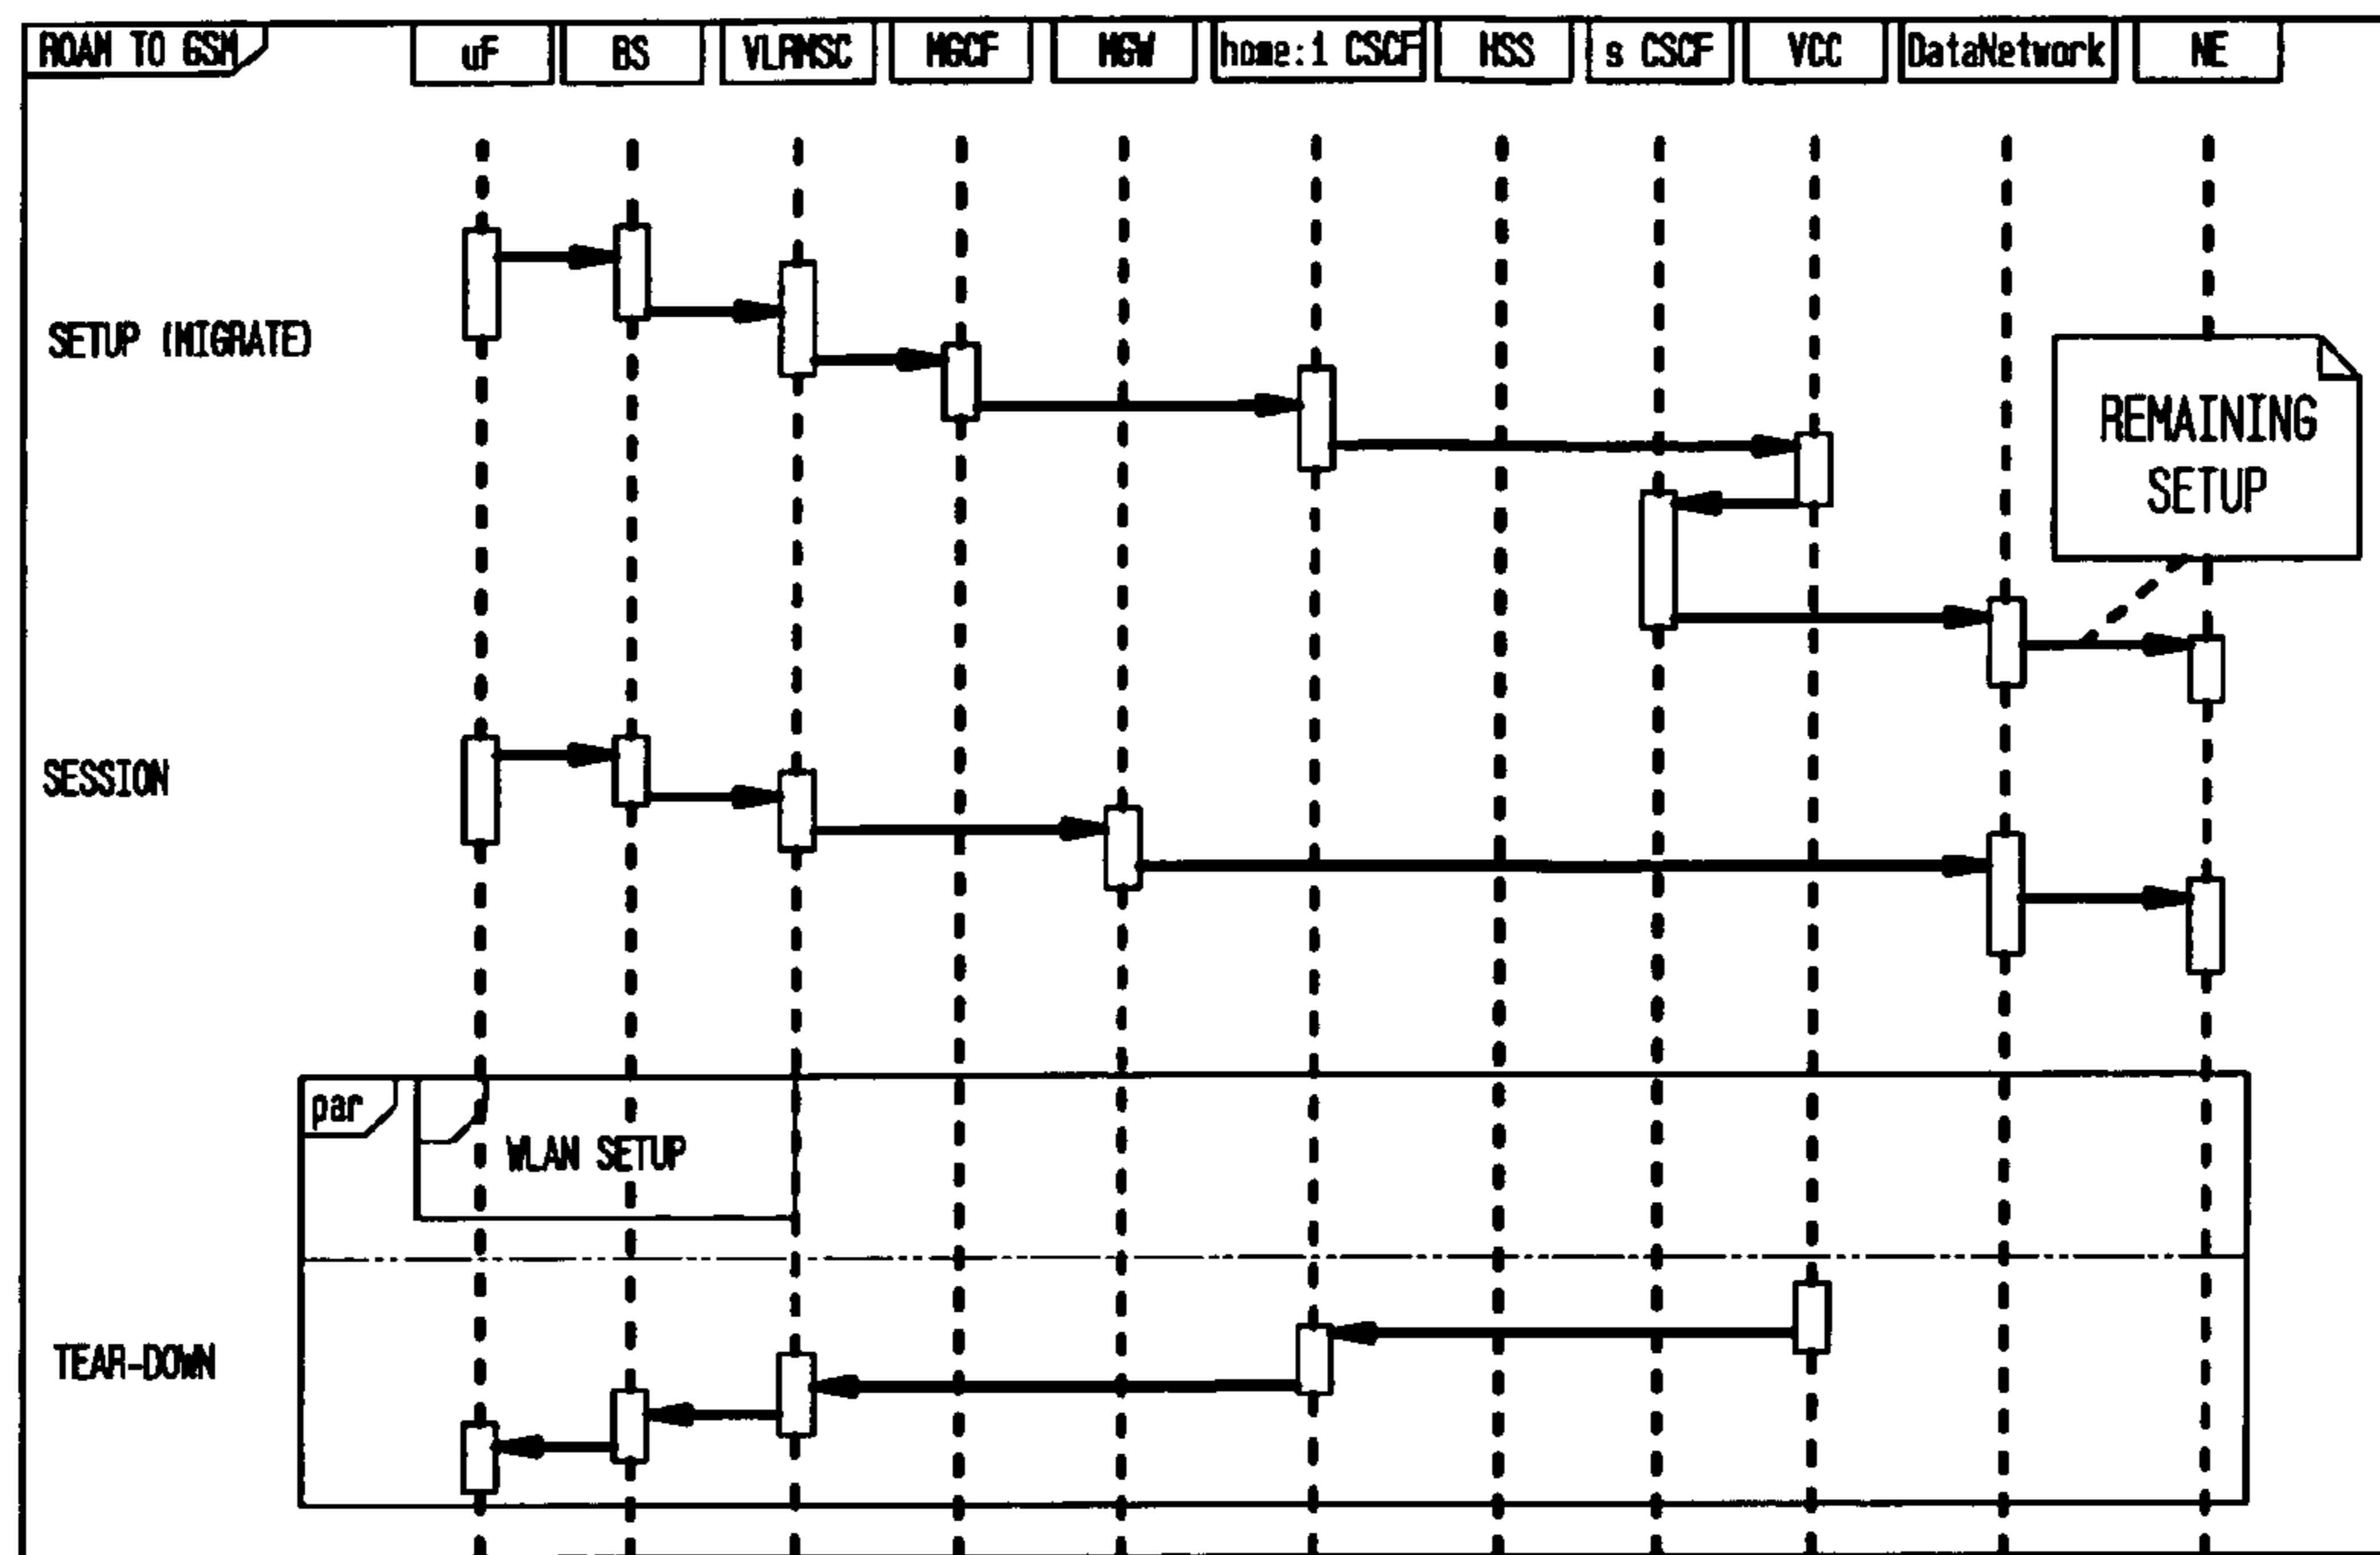 ROAM TO GSM
uF
BS
VLRMSC
MGCF
MGW
home:1 CSCF
HSS
s CSCF
VCC
DataNetwork
NE
SETUP (MIGRATE)
REMAINING
SETUP
SESSION
par
WLAN SETUP
TEAR-DOWN